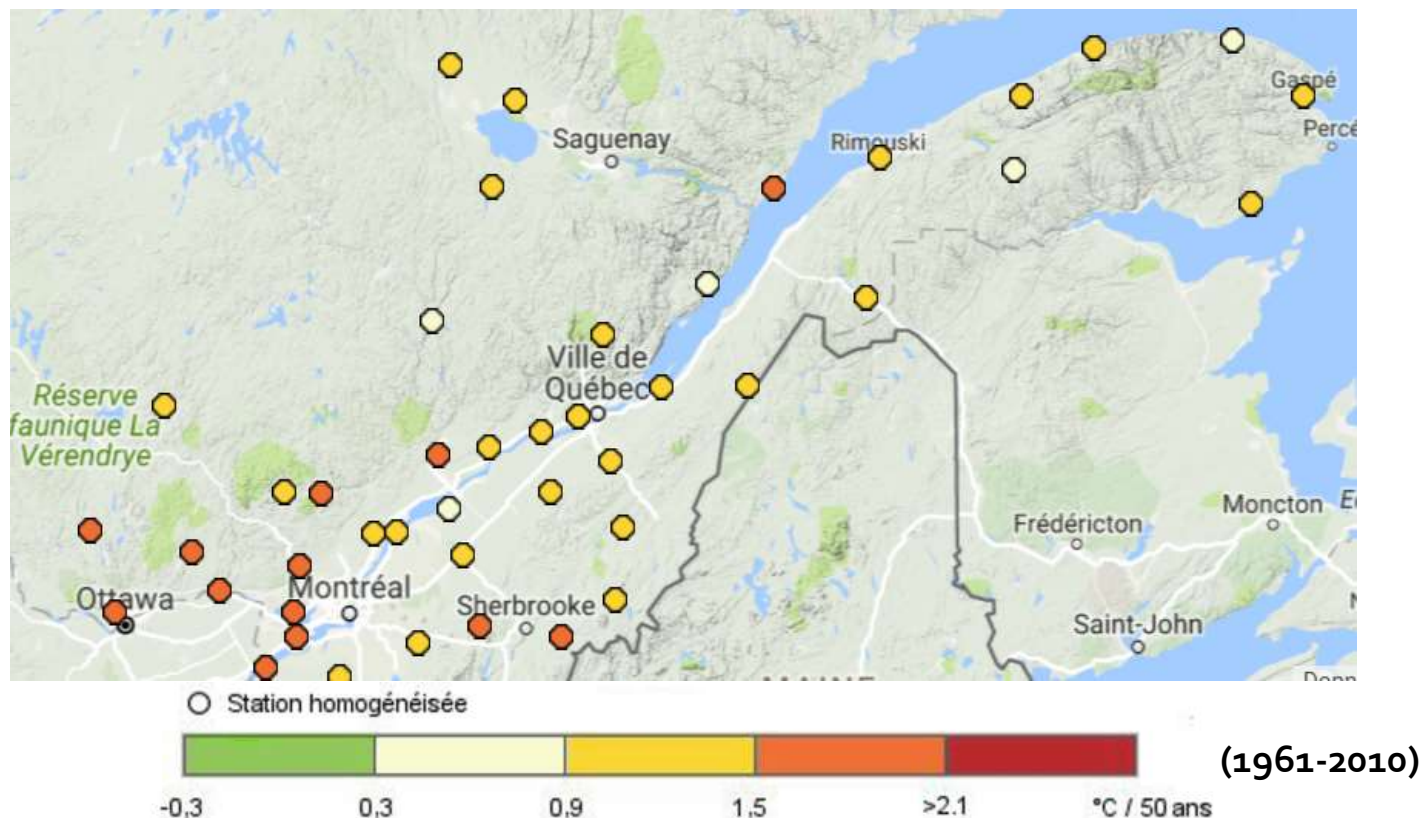 Gaspé
Saguenay
Rimouski
Percé
Ville de
Québec
Réserve
faunique La
Vérendrye
Moncton
Frédéricton
Ottawa
Montréal
Sherbrooke
Saint-John
MAINE
Station homogénéisée
(1961-2010)
-0,3 0,3 0,9 1,5 >2.1 °C / 50 ans